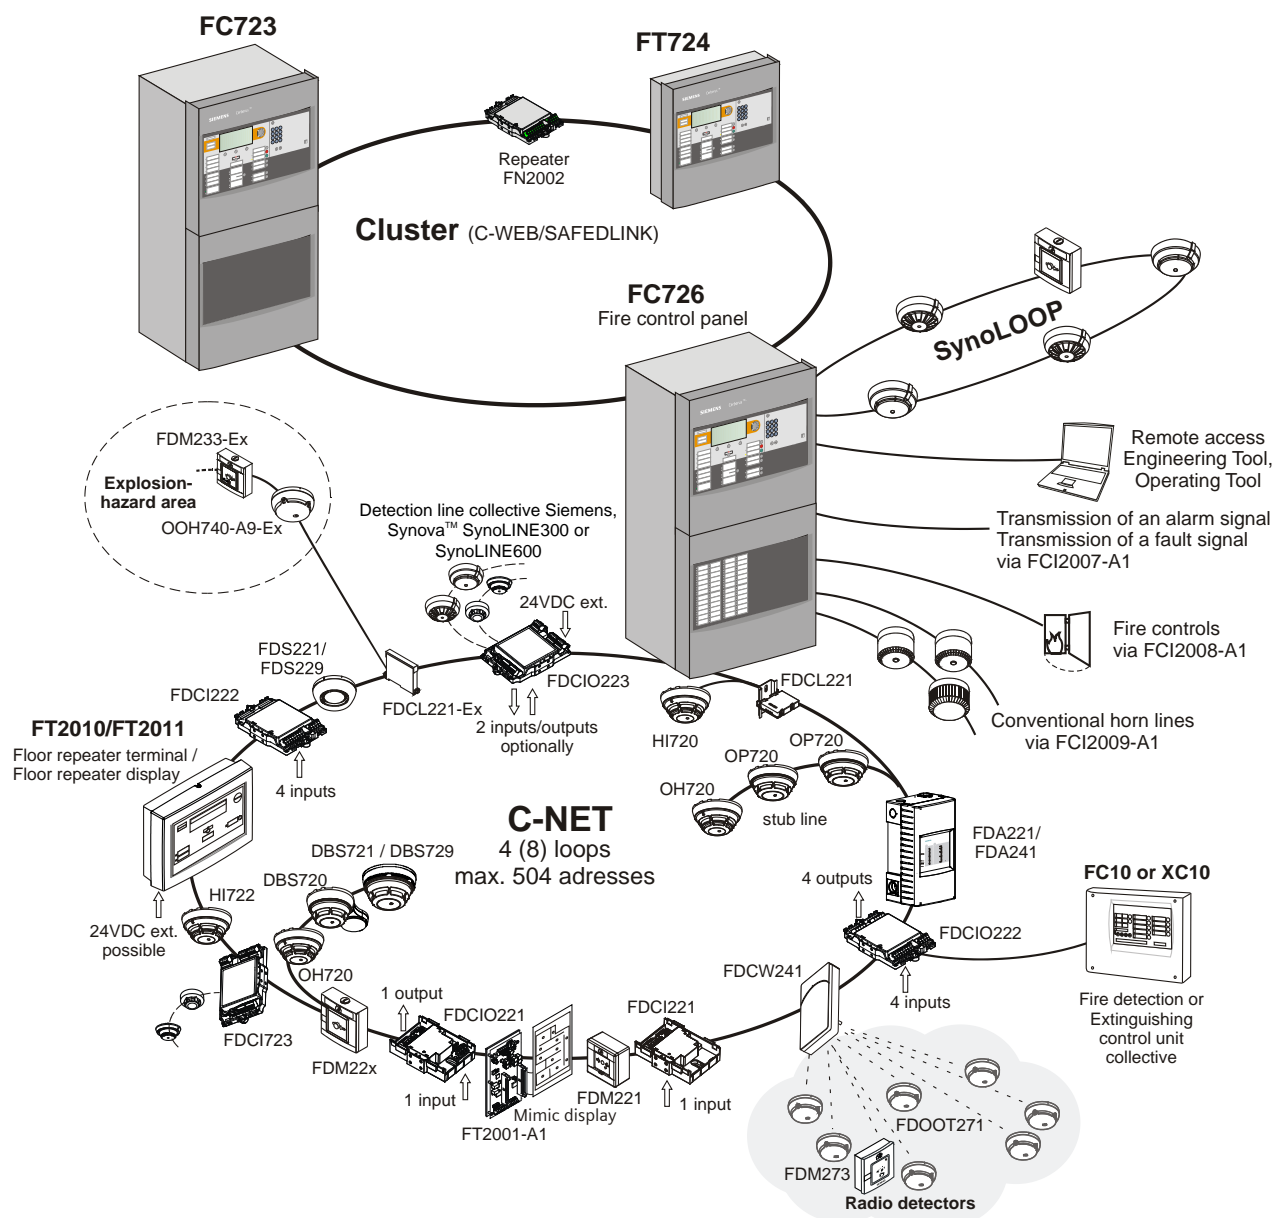 FC723
FT724
Repeater
FN2002
Cluster (C-WEB/SAFEDLINK)
FC726
Fire control panel
SynoLOOP
SIEMENS
SIEMENS
SIEMENS
FDM233-Ex
Explosion-
hazard area
OOH740-A9-Ex
Detection line collective Siemens,
Synova™ SynoLINE300 or
SynoLINE600
24VDC ext.
Remote access
Engineering Tool,
Operating Tool
Transmission of an alarm signal
Transmission of a fault signal
via FCI2007-A1
Fire controls
via FCI2008-A1
Conventional horn lines
via FCI2009-A1
FDS221/
FDS229
FDCI222
FDCL221-Ex
FDCIO223
2 inputs/outputs
optionally
FDCL221
HI720
OP720
OP720
OH720
stub line
FT2010/FT2011
Floor repeater terminal /
Floor repeater display
4 inputs
C-NET
4 (8) loops
max. 504 adresses
FDA221/
FDA241
FC10 or XC10
4 outputs
DBS721 / DBS729
DBS720
HI722
24VDC ext.
possible
OH720
FDCIO222
FDCW241
4 inputs
Fire detection or
Extinguishing
control unit
collective
FDCI723
FDM22x
1 output
FDCIO221
1 input
FT2001-A1
Mimic display
FDM221
FDCI221
1 input
FDOOT271
FDM273
Radio detectors